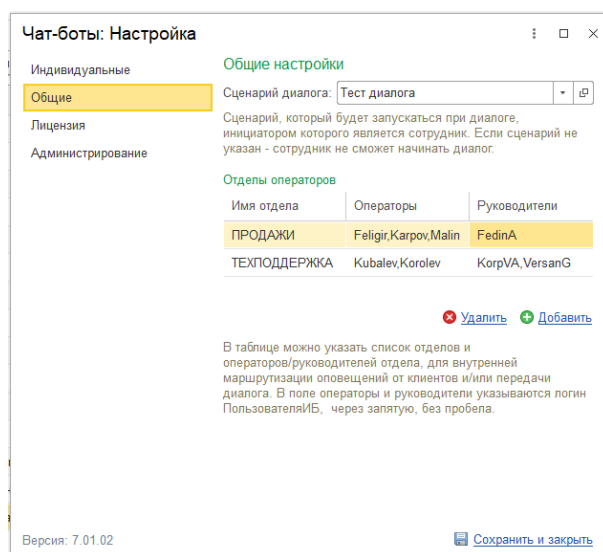 Чат-боты: Настройка
Индивидуальные
Общие
Лицензия
Администрирование
Общие настройки
Сценарий диалога: Тест диалога
Сценарий, который будет запускаться при диалоге,
инициатором которого является сотрудник. Если сценарий не
указан - сотрудник не сможет начинать диалог.
Отделы операторов
Имя отдела Операторы Руководители
ПРОДАЖИ Feligir,Karpov,Malin FedinA
ТЕХПОДДЕРЖКА Kubalev,Korolev KorpVA,VersanG
Удалить Добавить
В таблице можно указать список отделов и
операторов/руководителей отдела, для внутренней
маршрутизации оповещений от клиентов и/или передачи
диалога. В поле операторы и руководители указываются логин
ПользователяИБ, через запятую, без пробела.
Версия: 7.01.02 Сохранить и закрыть